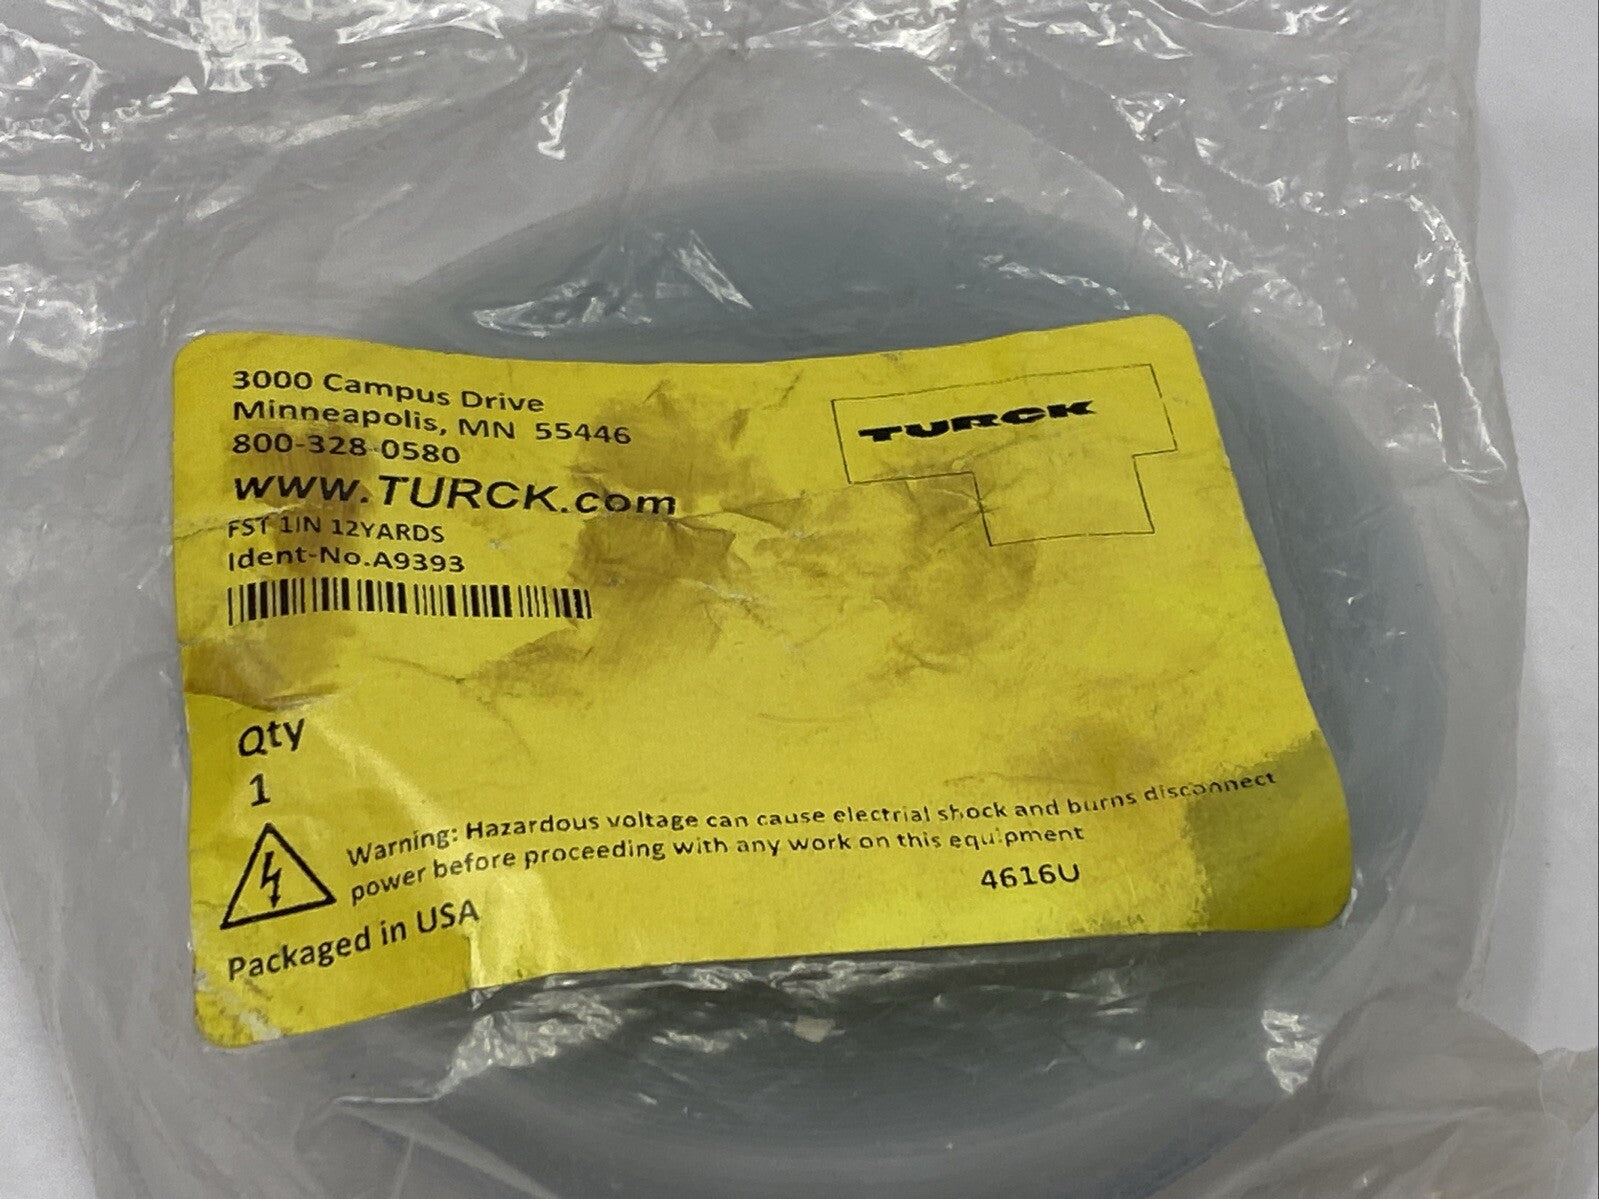 3000 Campus Drive
Minneapolis, MN 55446
800-328-0580
www.TURCK.com
FST 1IN 12YARDS
Ident-No.A9393
TURCK
Qty
1
Warning: Hazardous voltage can cause electrial shock and burns disconnect
power before proceeding with any work on this equipment
4616U
Packaged in USA